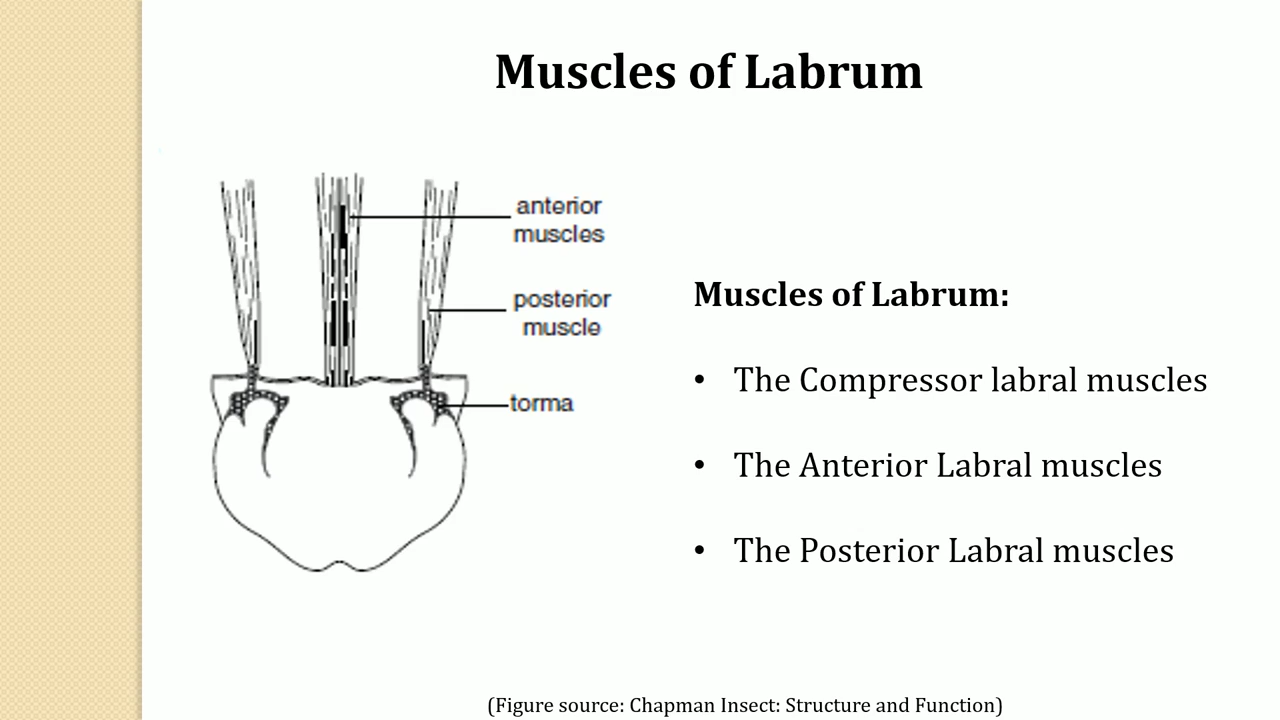 Muscles of Labrum
anterior
muscles
posterior
muscle
torma
Muscles of Labrum:
• The Compressor labral muscles
• The Anterior Labral muscles
• The Posterior Labral muscles
(Figure source: Chapman Insect: Structure and Function)